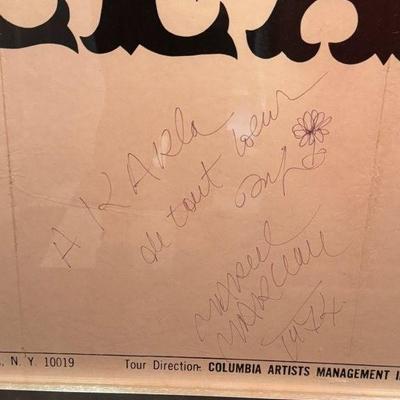 A KARla
de tout coeur
MARCEL
MARCEAU
, N. Y. 10019 Tour Direction: COLUMBIA ARTISTS MANAGEMENT